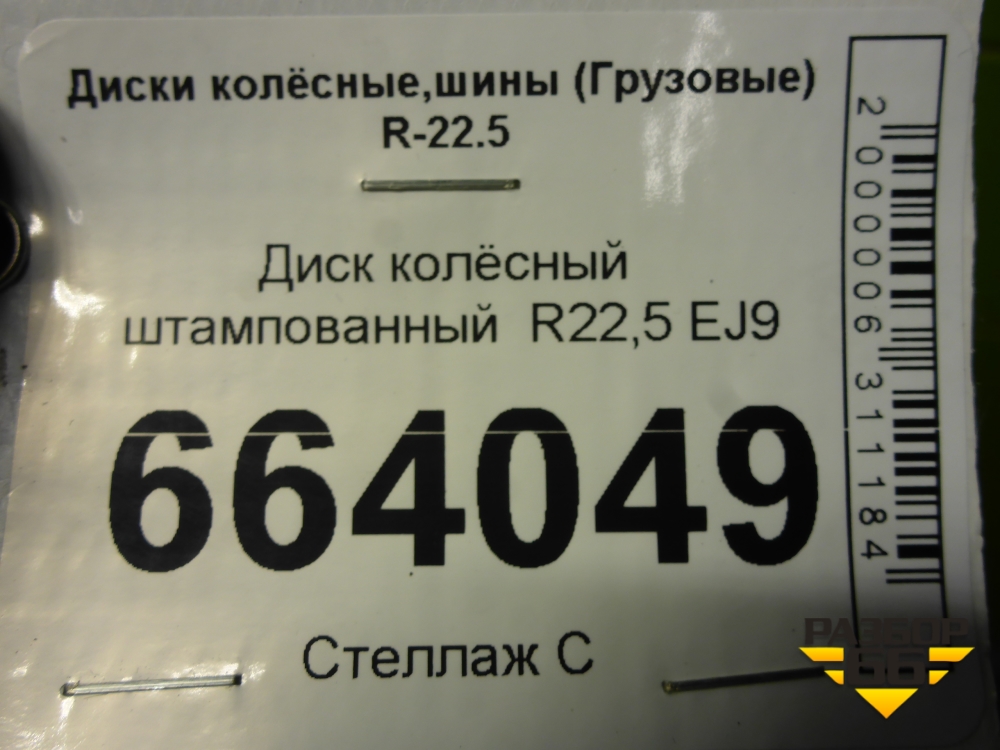 Диски колёсные,шины (Грузовые)
R-22.5
Диск колёсный
штампованный R22,5 EJ9
664049
Стеллаж С
2000006311184
РАЗБОР
66